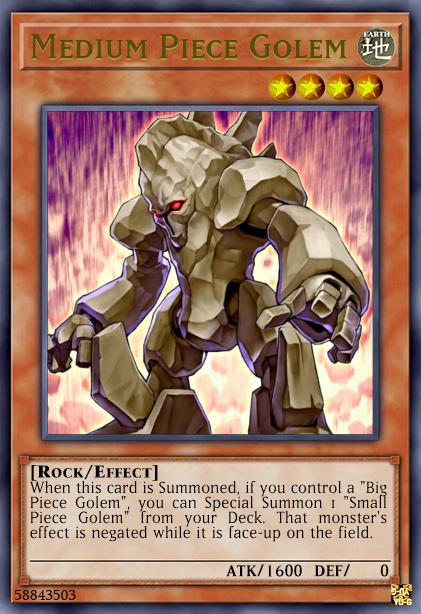 Medium Piece Golem
EARTH
地
[Rock/Effect]
When this card is Summoned, if you control a "Big
Piece Golem", you can Special Summon 1 "Small
Piece Golem" from your Deck. That monster's
effect is negated while it is face-up on the field.
ATK/1600 DEF/ 0
58843503